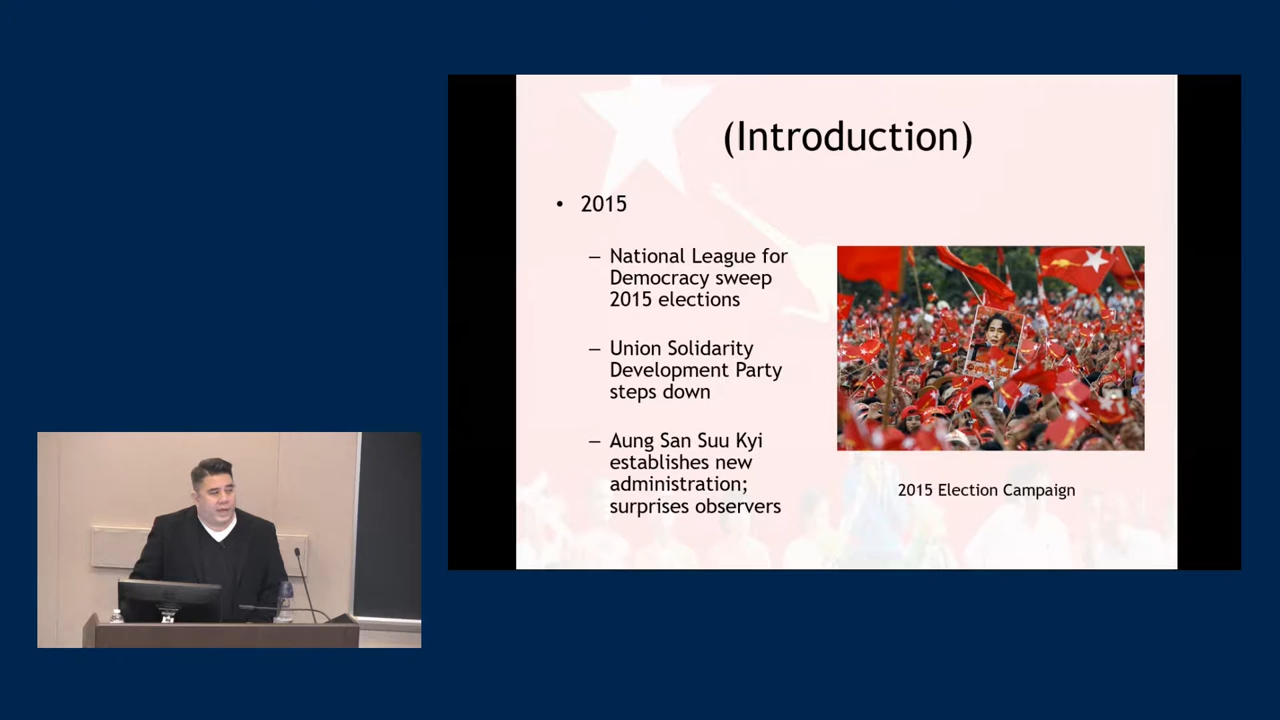 (Introduction)
• 2015
– National League for
Democracy sweep
2015 elections
– Union Solidarity
Development Party
steps down
– Aung San Suu Kyi
establishes new
administration;
surprises observers
2015 Election Campaign